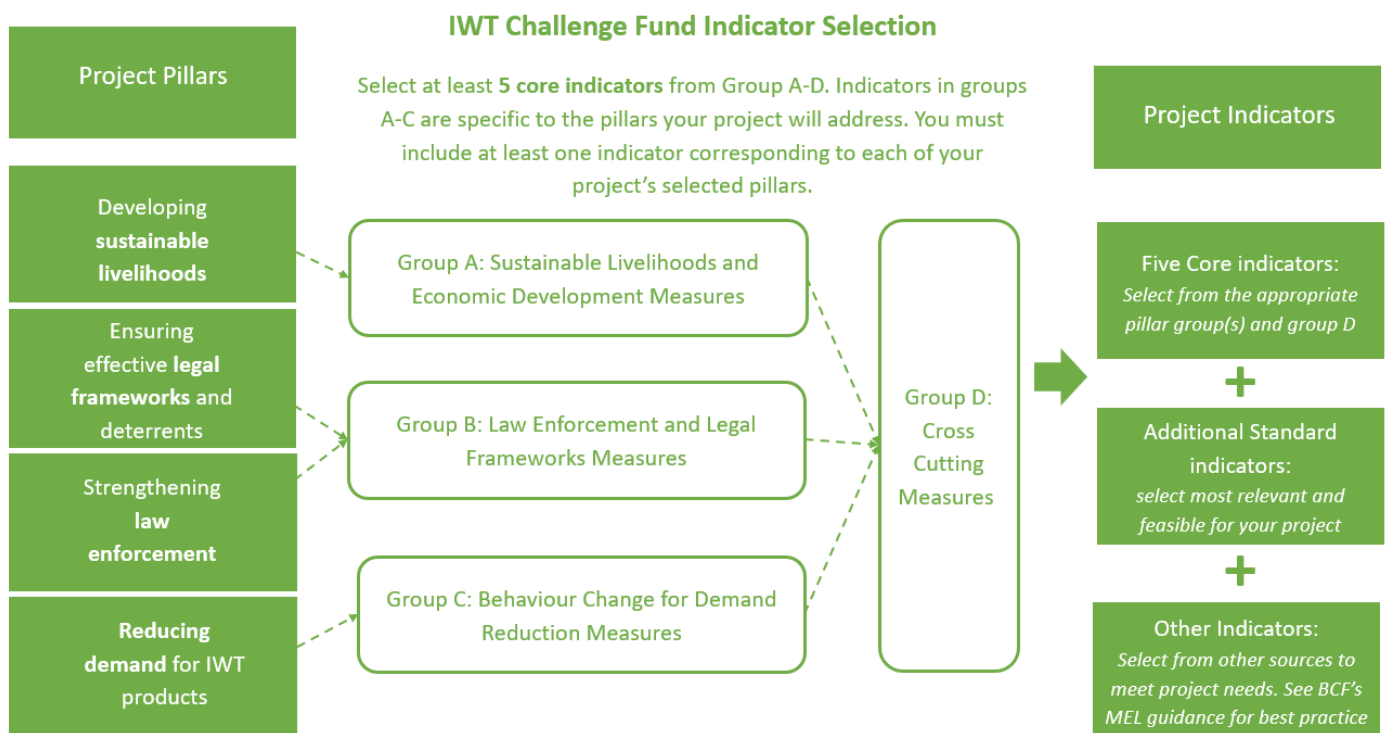 IWT Challenge Fund Indicator Selection
Select at least 5 core indicators from Group A-D. Indicators in groups
A-C are specific to the pillars your project will address. You must
include at least one indicator corresponding to each of your
project's selected pillars.
Project Pillars
Developing
sustainable
livelihoods
Ensuring
effective legal
frameworks and
deterrents
Strengthening
law
enforcement
Reducing
demand for IWT
products
Group A: Sustainable Livelihoods and
Economic Development Measures
Group B: Law Enforcement and Legal
Frameworks Measures
Group C: Behaviour Change for Demand
Reduction Measures
Group D:
Cross
Cutting
Measures
Project Indicators
Five Core indicators:
Select from the appropriate
pillar group(s) and group D
+
Additional Standard
indicators:
select most relevant and
feasible for your project
+
Other Indicators:
Select from other sources to
meet project needs. See BCF's
MEL guidance for best practice